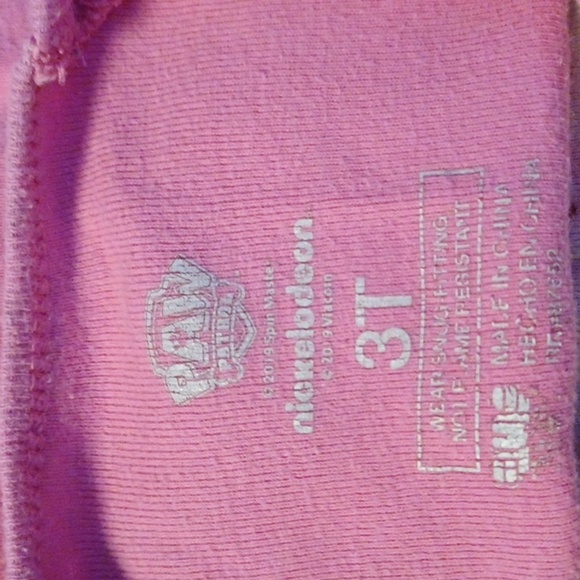 PAW
PATROL
© 2019 Spin Master
nickelodeon
© 2019 Viacom
3T
WEAR SNUG-FITTING
NOT FLAME RESISTANT
MADE IN CHINA
HECHO EN CHINA